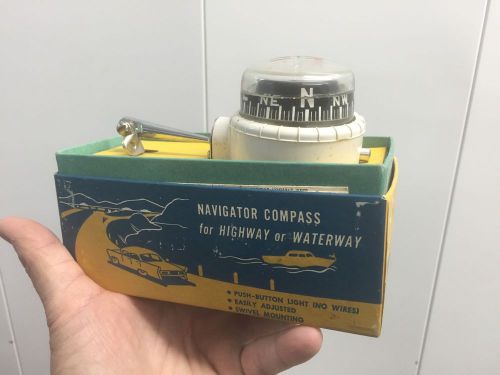 NE N NW
NAVIGATOR COMPASS
for HIGHWAY or WATERWAY
• PUSH-BUTTON LIGHT (NO WIRES)
• EASILY ADJUSTED
• SWIVEL MOUNTING